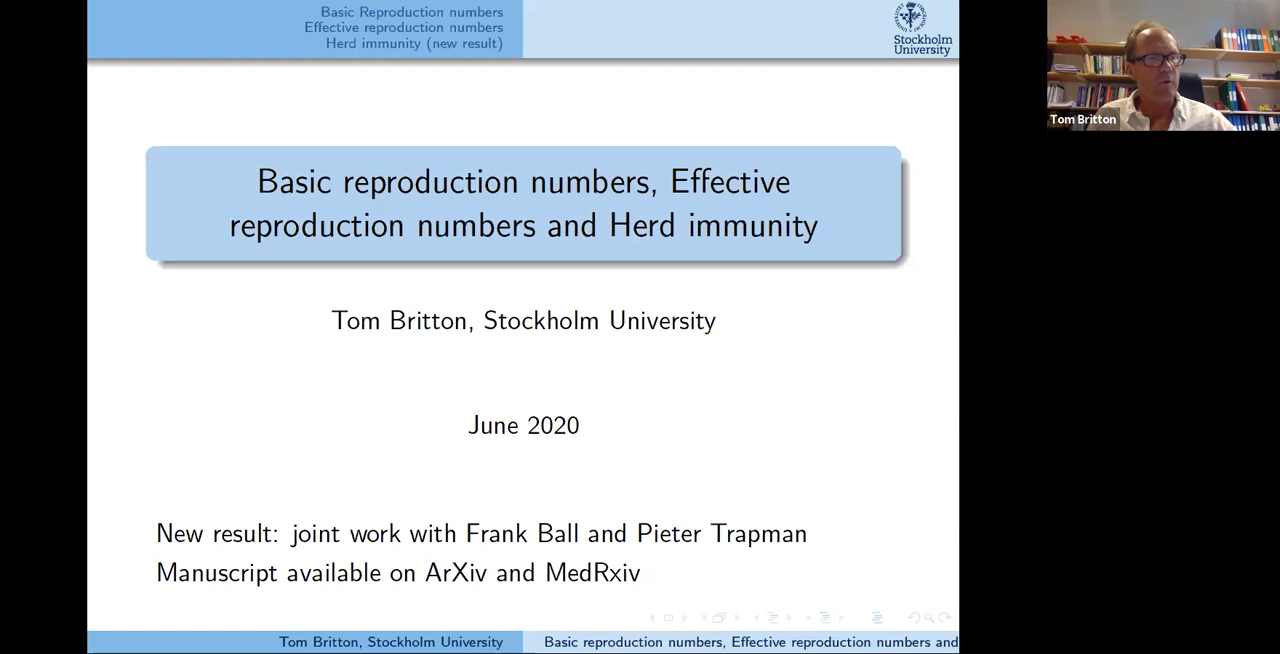 Basic Reproduction numbers
Effective reproduction numbers
Herd immunity (new result)
Stockholm
University
Tom Britton
Basic reproduction numbers, Effective
reproduction numbers and Herd immunity
Tom Britton, Stockholm University
June 2020
New result: joint work with Frank Ball and Pieter Trapman
Manuscript available on ArXiv and MedRxiv
Tom Britton, Stockholm University
Basic reproduction numbers, Effective reproduction numbers and